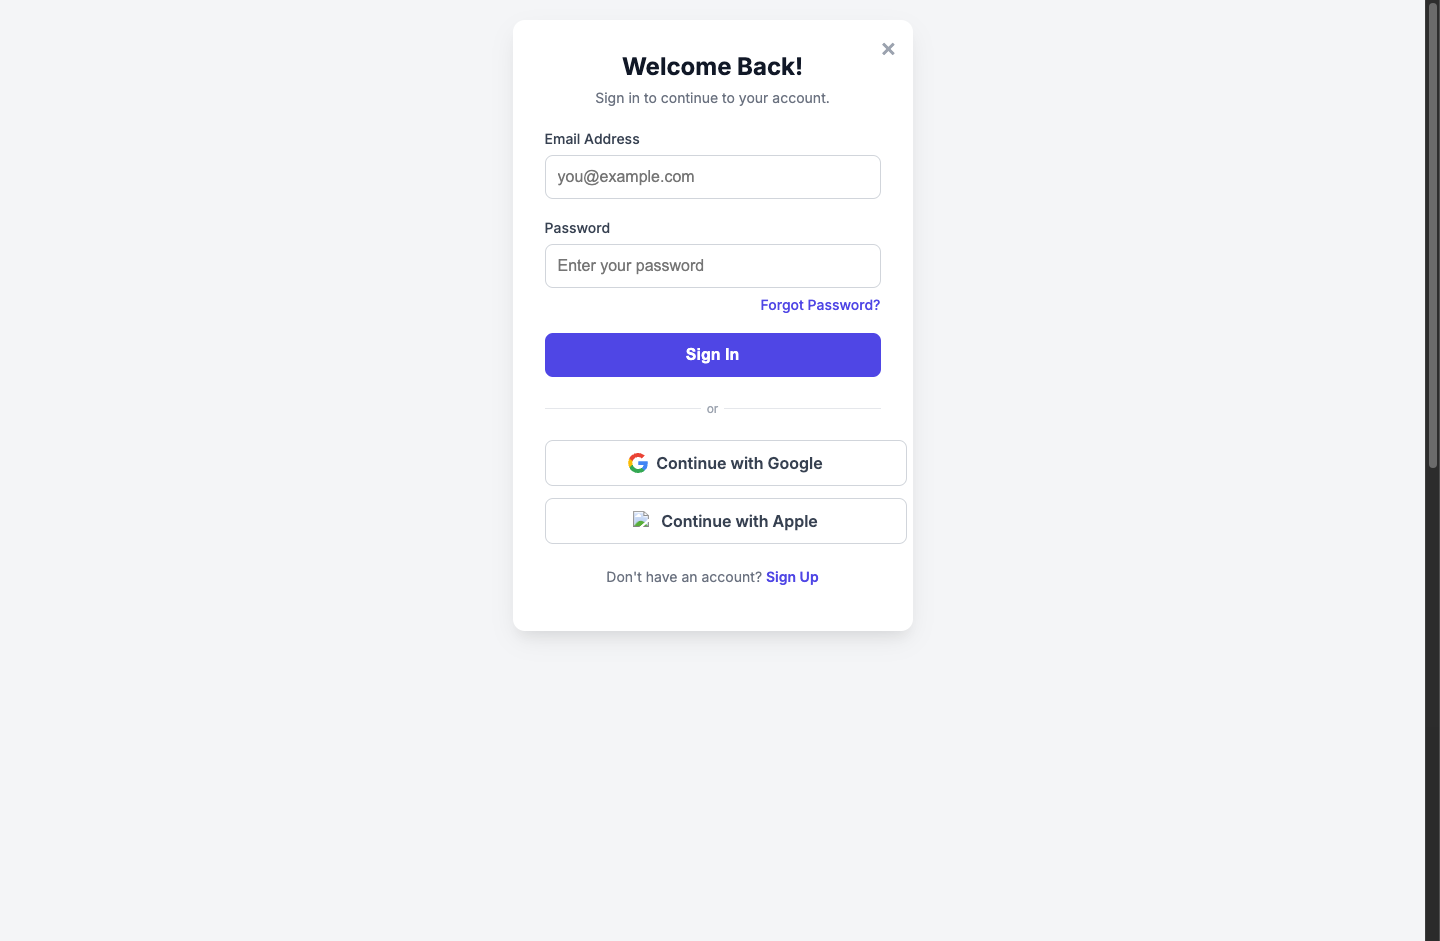 ×
Welcome Back!
Sign in to continue to your account.
Email Address
you@example.com
Password
Enter your password
Forgot Password?
Sign In
or
Continue with Google
Continue with Apple
Don't have an account? Sign Up